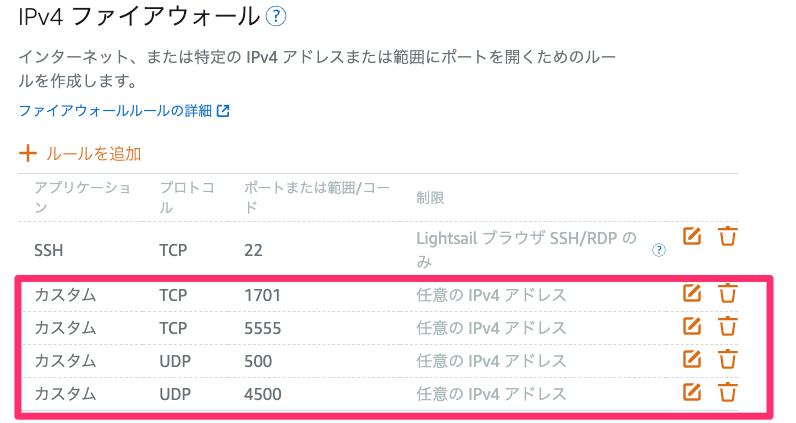 IPv4 ファイアウォール ?
インターネット、または特定の IPv4 アドレスまたは範囲にポートを開くためのルー
ルを作成します。
ファイアウォールルールの詳細
+ ルールを追加
アプリケーション プロトコル ポートまたは範囲/コード 制限
SSH TCP 22 Lightsail ブラウザ SSH/RDP のみ ?
カスタム TCP 1701 任意の IPv4 アドレス
カスタム TCP 5555 任意の IPv4 アドレス
カスタム UDP 500 任意の IPv4 アドレス
カスタム UDP 4500 任意の IPv4 アドレス